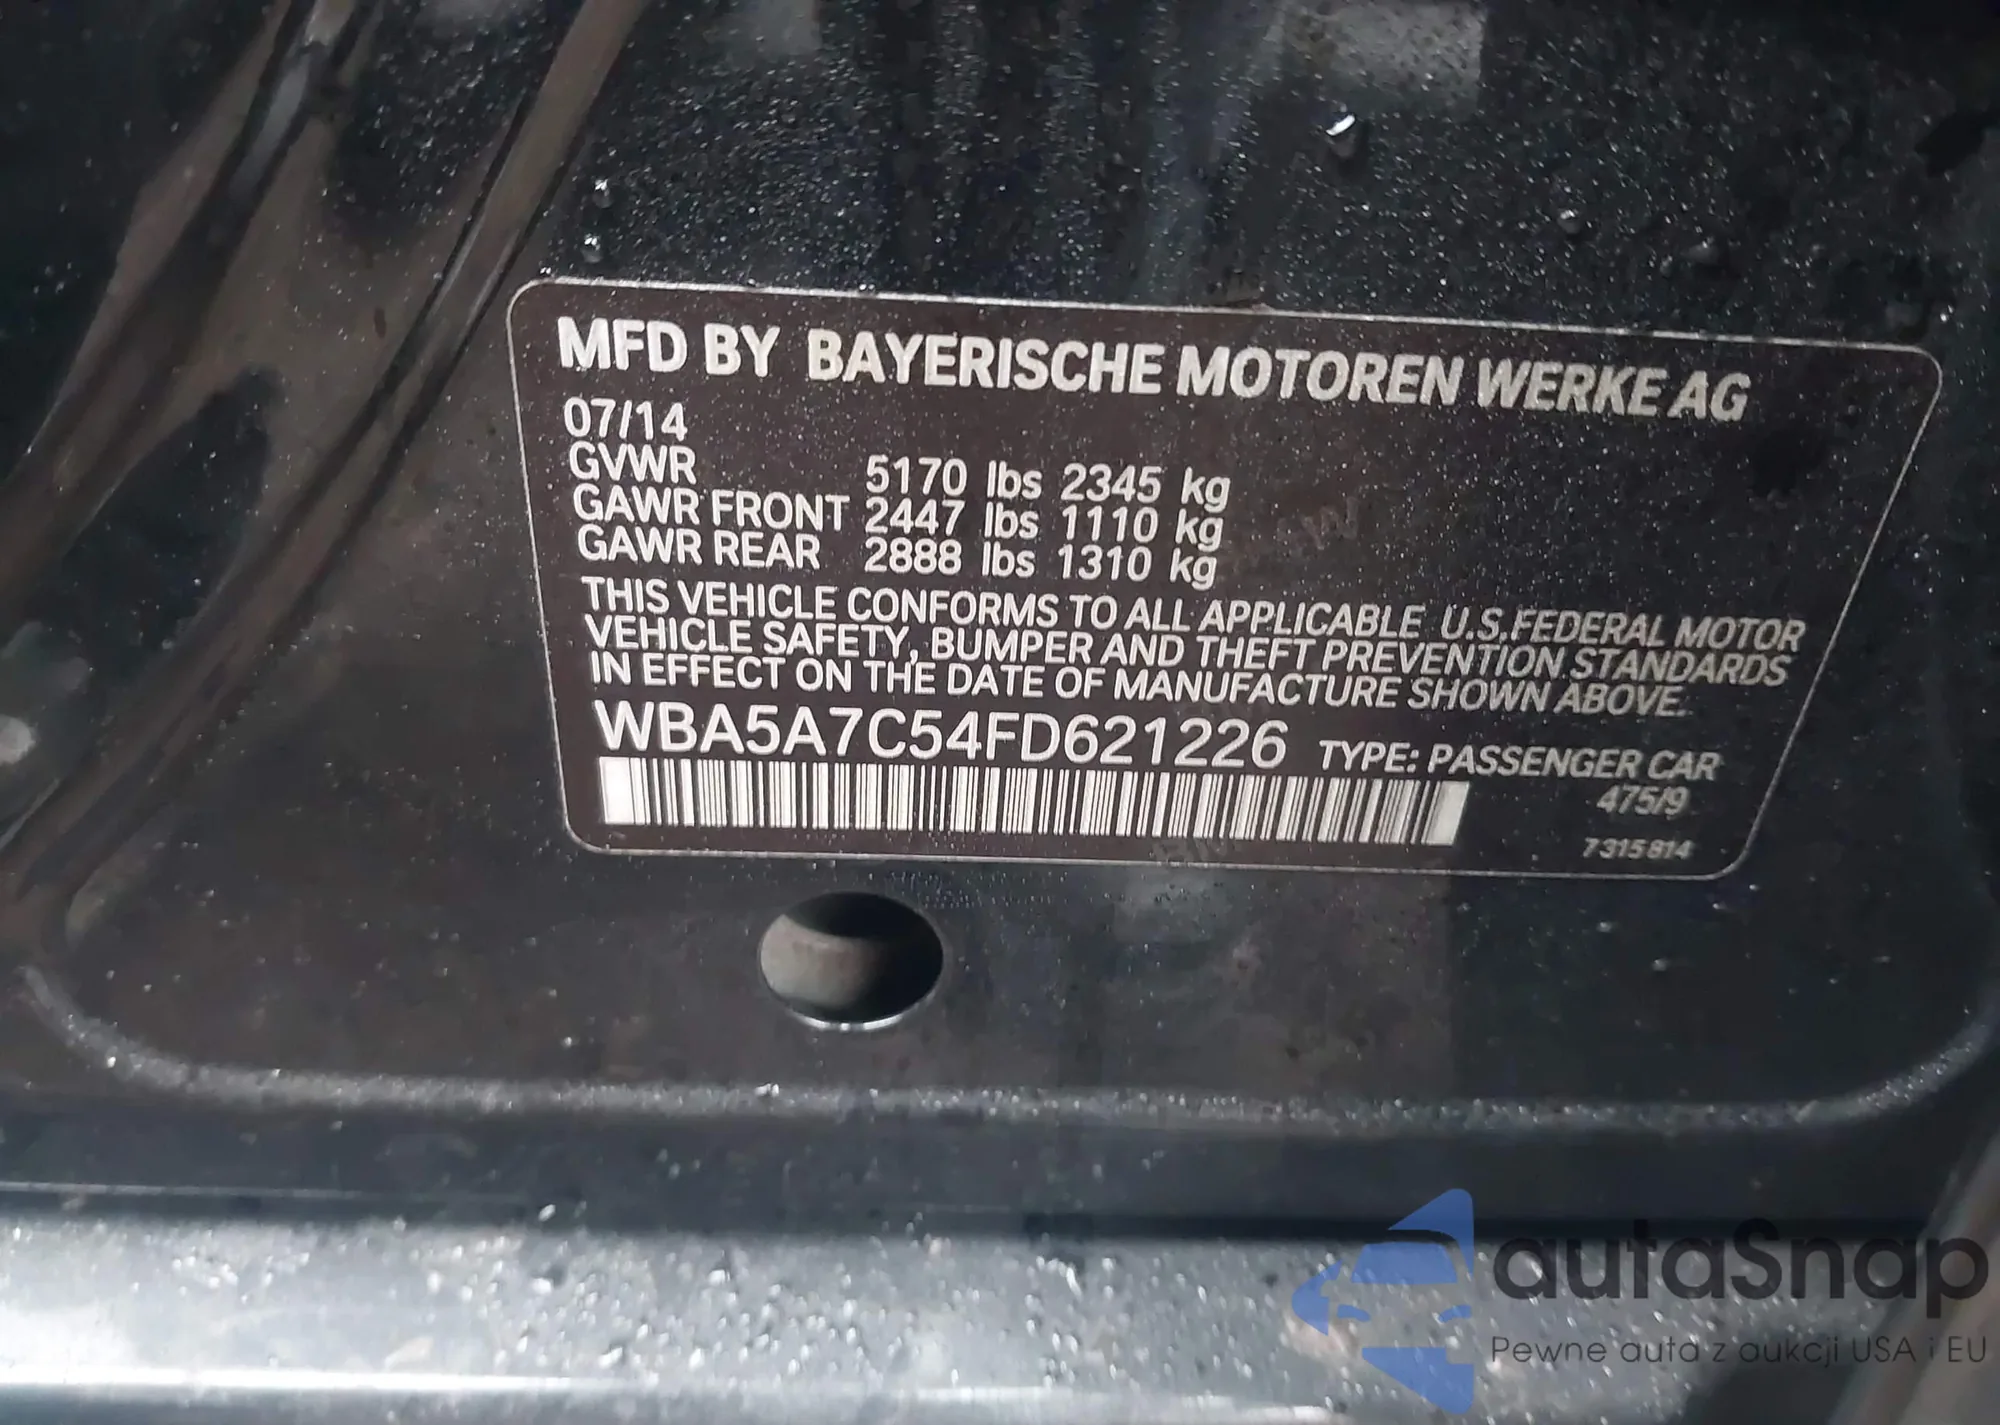 MFD BY BAYERISCHE MOTOREN WERKE AG
07/14
GVWR 5170 lbs 2345 kg
GAWR FRONT 2447 lbs 1110 kg
GAWR REAR 2888 lbs 1310 kg
THIS VEHICLE CONFORMS TO ALL APPLICABLE U.S.FEDERAL MOTOR
VEHICLE SAFETY, BUMPER AND THEFT PREVENTION STANDARDS
IN EFFECT ON THE DATE OF MANUFACTURE SHOWN ABOVE.
WBA5A7C54FD621226 TYPE: PASSENGER CAR
475/9
7315814
autaSnap
Pewne auta z aukcji USA i EU